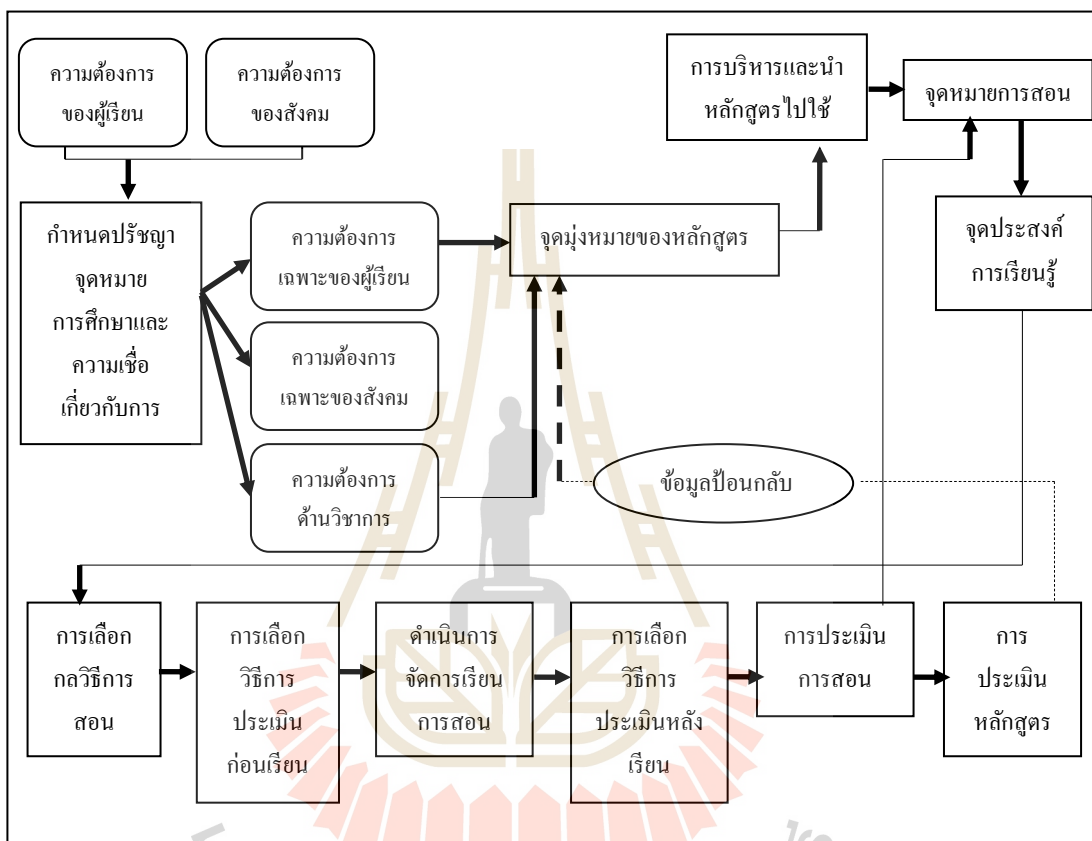 ความต้องการ
ของผู้เรียน
ความต้องการ
ของสังคม
การบริหารและนำ
หลักสูตรไปใช้
จุดหมายการสอน
กำหนดปรัชญา
จุดหมาย
การศึกษาและ
ความเชื่อ
เกี่ยวกับการ
ความต้องการ
เฉพาะของผู้เรียน
จุดมุ่งหมายของหลักสูตร
จุดประสงค์
การเรียนรู้
ความต้องการ
เฉพาะของสังคม
ความต้องการ
ด้านวิชาการ
ข้อมูลป้อนกลับ
การเลือก
กลวิธีการ
สอน
การเลือก
วิธีการ
ประเมิน
ก่อนเรียน
ดำเนินการ
จัดการเรียน
การสอน
การเลือก
วิธีการ
ประเมินหลัง
เรียน
การประเมิน
การสอน
การ
ประเมิน
หลักสูตร